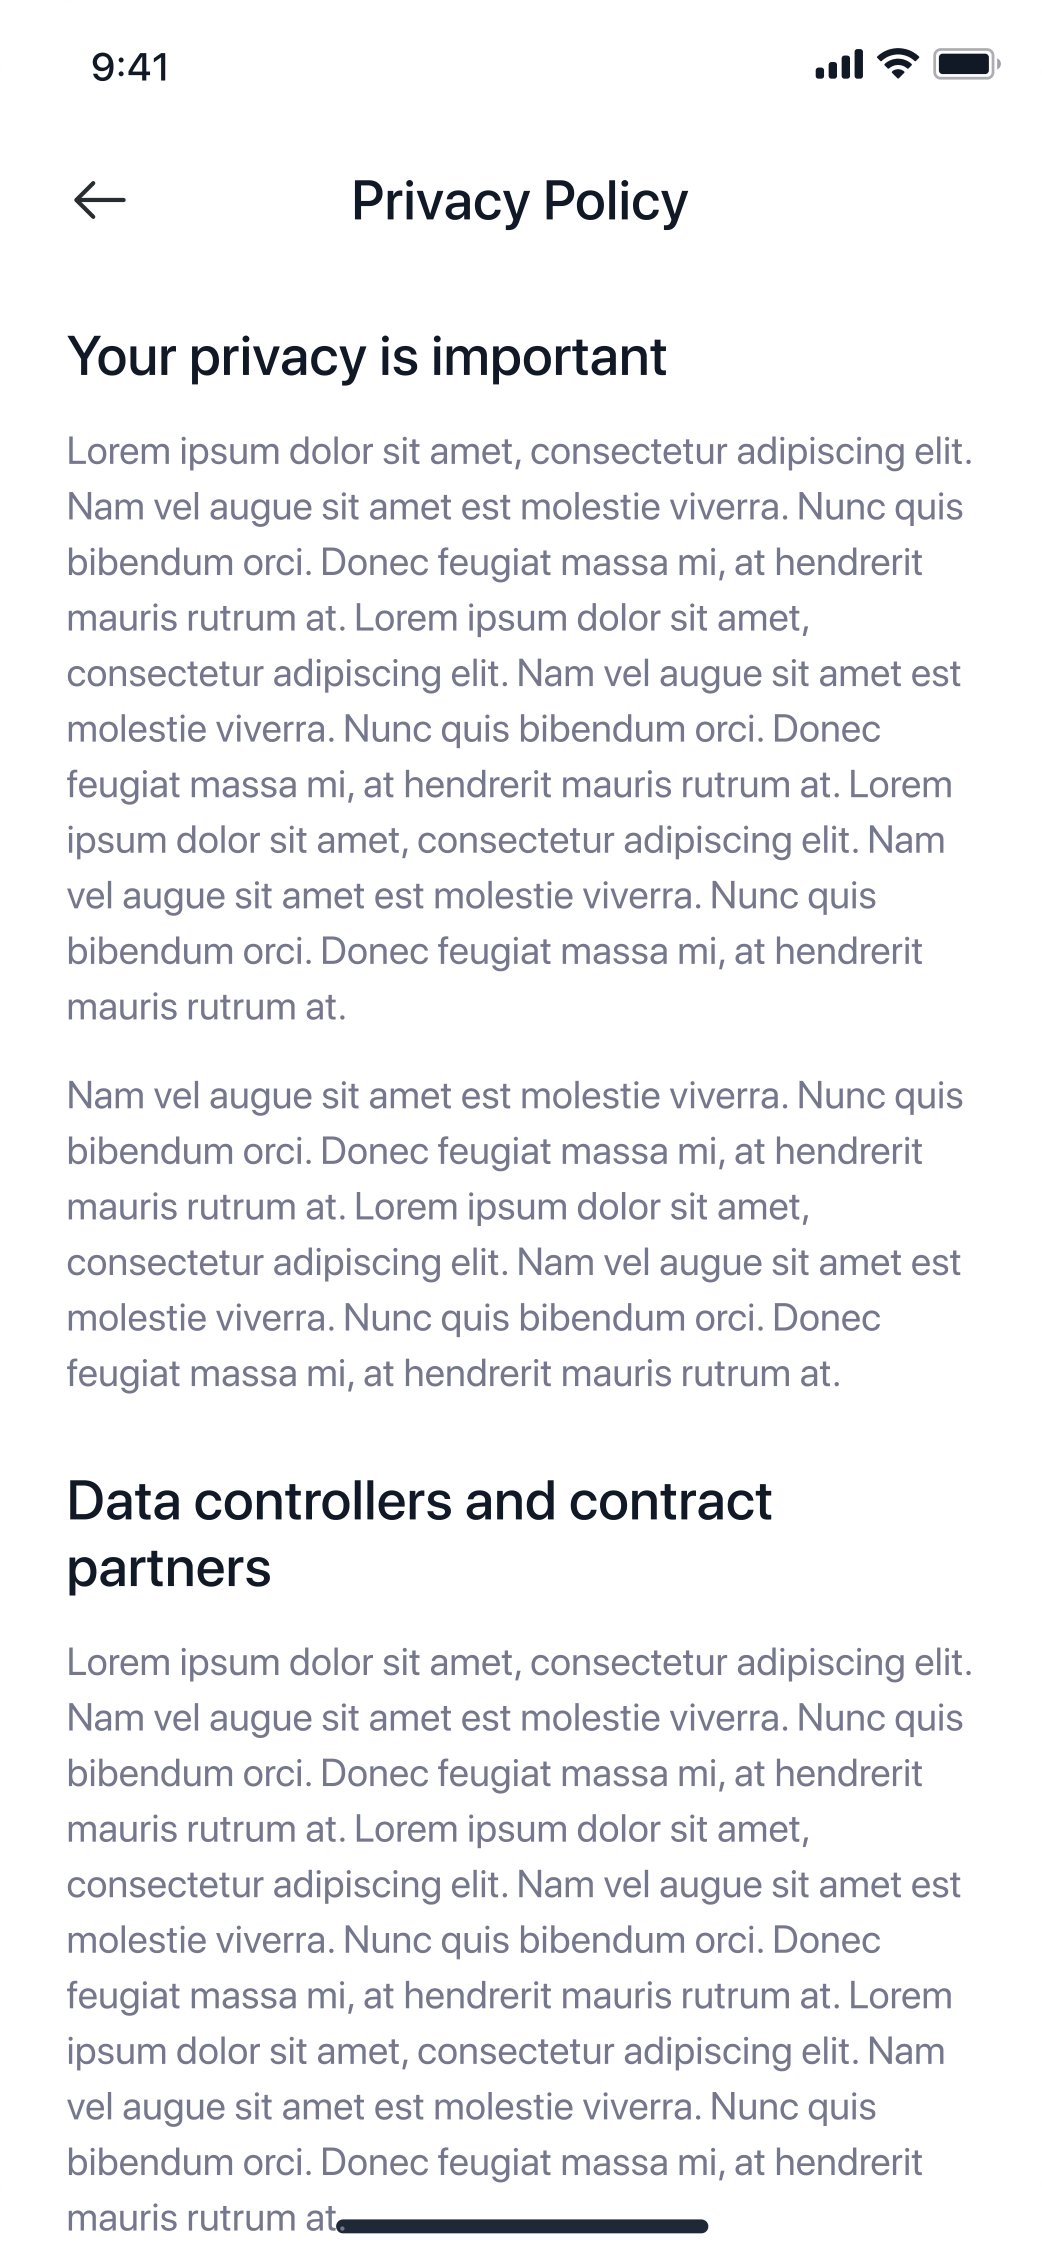 9:41
Privacy Policy
Your privacy is important
Lorem ipsum dolor sit amet, consectetur adipiscing elit.
Nam vel augue sit amet est molestie viverra. Nunc quis
bibendum orci. Donec feugiat massa mi, at hendrerit
mauris rutrum at. Lorem ipsum dolor sit amet,
consectetur adipiscing elit. Nam vel augue sit amet est
molestie viverra. Nunc quis bibendum orci. Donec
feugiat massa mi, at hendrerit mauris rutrum at. Lorem
ipsum dolor sit amet, consectetur adipiscing elit. Nam
vel augue sit amet est molestie viverra. Nunc quis
bibendum orci. Donec feugiat massa mi, at hendrerit
mauris rutrum at.
Nam vel augue sit amet est molestie viverra. Nunc quis
bibendum orci. Donec feugiat massa mi, at hendrerit
mauris rutrum at. Lorem ipsum dolor sit amet,
consectetur adipiscing elit. Nam vel augue sit amet est
molestie viverra. Nunc quis bibendum orci. Donec
feugiat massa mi, at hendrerit mauris rutrum at.
Data controllers and contract
partners
Lorem ipsum dolor sit amet, consectetur adipiscing elit.
Nam vel augue sit amet est molestie viverra. Nunc quis
bibendum orci. Donec feugiat massa mi, at hendrerit
mauris rutrum at. Lorem ipsum dolor sit amet,
consectetur adipiscing elit. Nam vel augue sit amet est
molestie viverra. Nunc quis bibendum orci. Donec
feugiat massa mi, at hendrerit mauris rutrum at. Lorem
ipsum dolor sit amet, consectetur adipiscing elit. Nam
vel augue sit amet est molestie viverra. Nunc quis
bibendum orci. Donec feugiat massa mi, at hendrerit
mauris rutrum at.